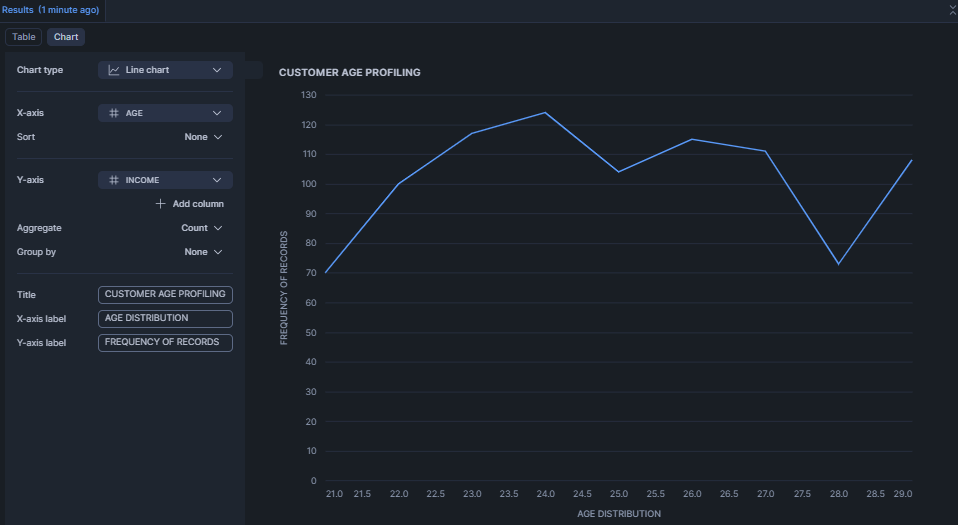 Results (1 minute ago)
Table Chart
Chart type Line chart
X-axis AGE
Sort None
Y-axis INCOME
Add column
Aggregate Count
Group by None
Title CUSTOMER AGE PROFILING
X-axis label AGE DISTRIBUTION
Y-axis label FREQUENCY OF RECORDS
CUSTOMER AGE PROFILING
FREQUENCY OF RECORDS
130
120
110
100
90
80
70
60
50
40
30
20
10
0
21.0 21.5 22.0 22.5 23.0 23.5 24.0 24.5 25.0 25.5 26.0 26.5 27.0 27.5 28.0 28.5 29.0
AGE DISTRIBUTION